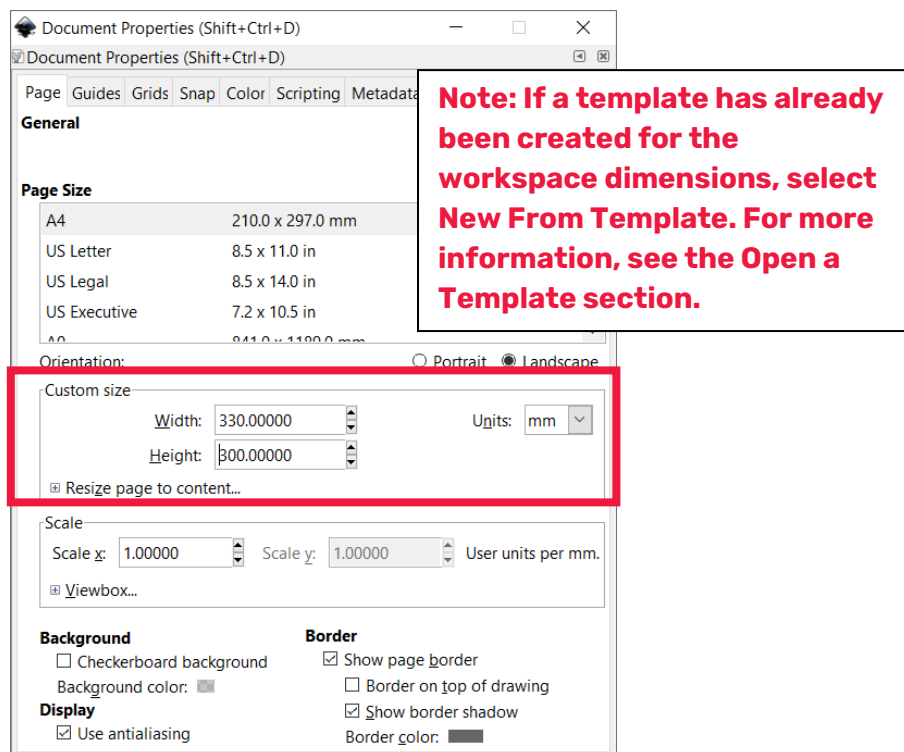 Document Properties (Shift+Ctrl+D)
Document Properties (Shift+Ctrl+D)
Page Guides Grids Snap Color Scripting Metadata
Note: If a template has already
been created for the
workspace dimensions, select
New From Template. For more
information, see the Open a
Template section.
General
Page Size
A4 210.0 x 297.0 mm
US Letter 8.5 x 11.0 in
US Legal 8.5 x 14.0 in
US Executive 7.2 x 10.5 in
A0 841.0 x 1189.0 mm
Orientation: Portrait Landscape
Custom size
Width: 330.00000 Units: mm
Height: 300.00000
Resize page to content...
Scale
Scale x: 1.00000 Scale y: 1.00000 User units per mm.
Viewbox...
Background Border
Checkerboard background Show page border
Background color: Border on top of drawing
Display Show border shadow
Use antialiasing Border color: